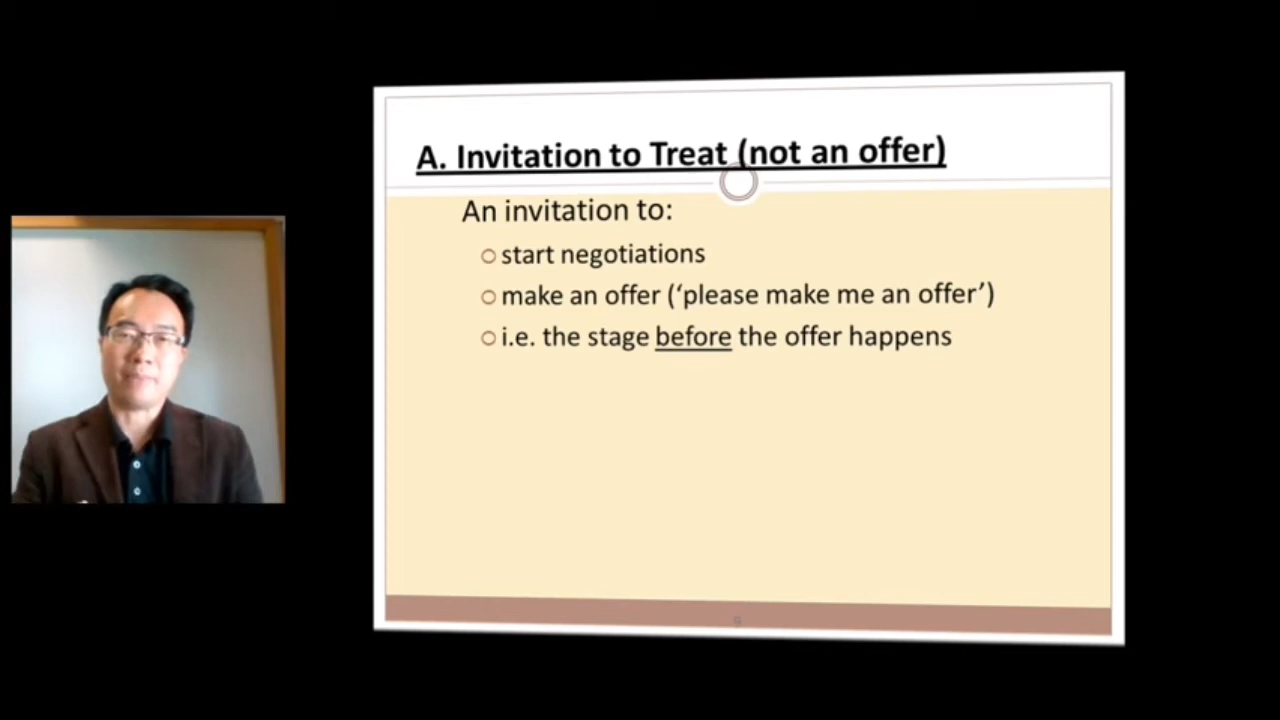 A. Invitation to Treat (not an offer)
An invitation to:
start negotiations
make an offer (‘please make me an offer’)
i.e. the stage before the offer happens
9